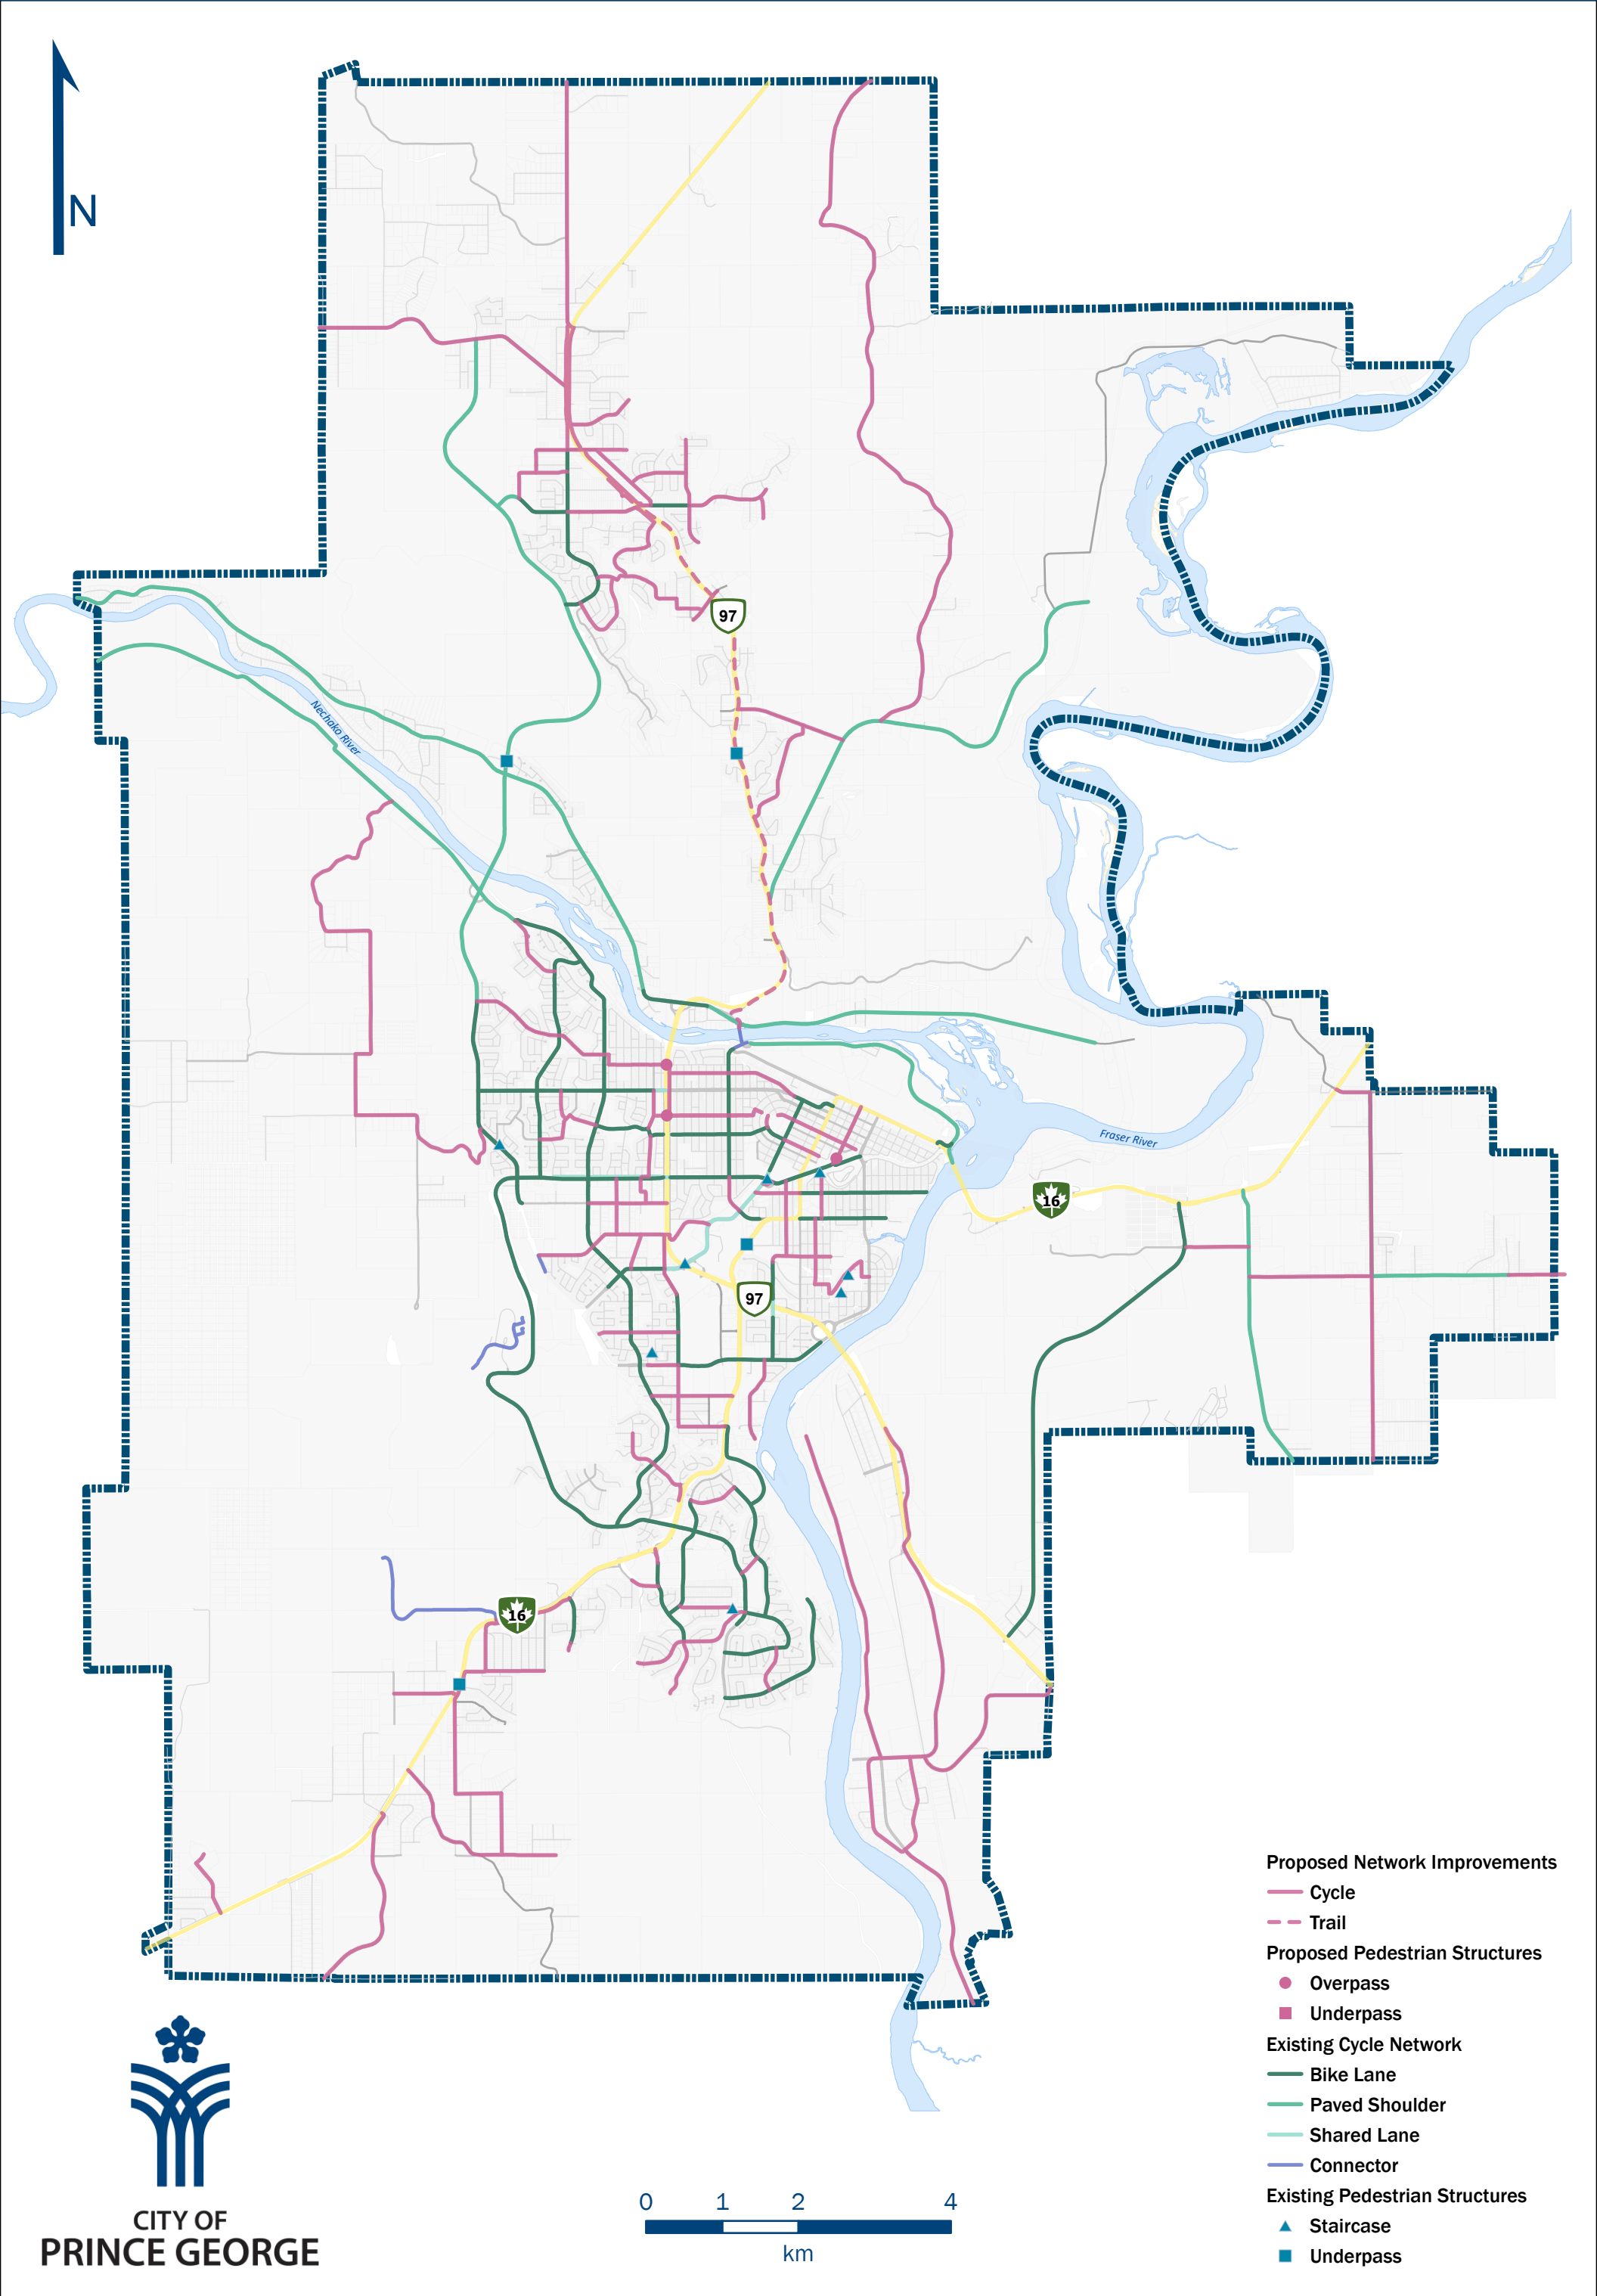 N
97
Nechako River
Fraser River
16
97
16
Proposed Network Improvements
Cycle
Trail
Proposed Pedestrian Structures
Overpass
Underpass
Existing Cycle Network
Bike Lane
Paved Shoulder
Shared Lane
Connector
Existing Pedestrian Structures
Staircase
Underpass
0 1 2 4
km
CITY OF
PRINCE GEORGE